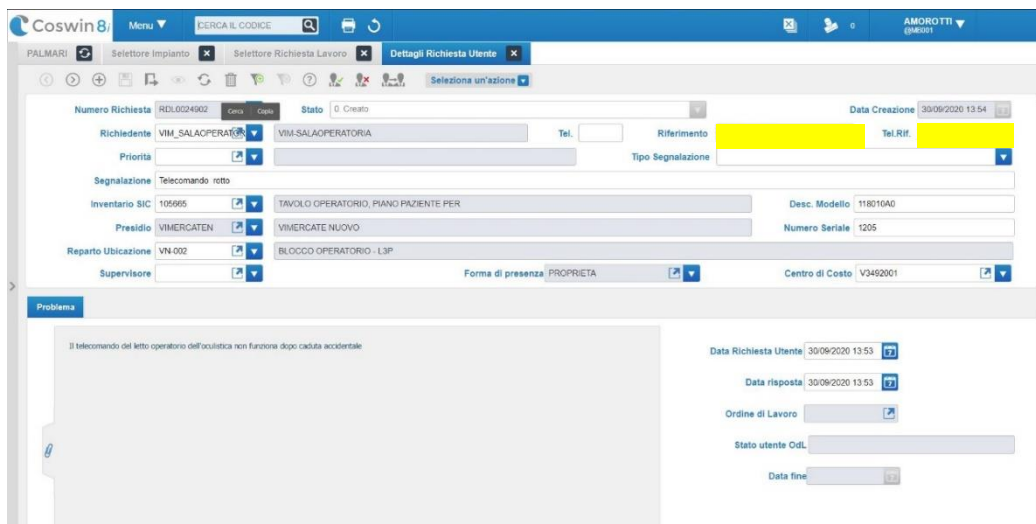 Coswin 8i Menu CERCA IL CODICE 0 AMOROTTI
@MB001
PALMARI Selettore Impianto Selettore Richiesta Lavoro Dettagli Richiesta Utente
Seleziona un'azione
Numero Richiesta RDL0024902 Cerca Copia Stato 0. Creato Data Creazione 30/09/2020 13:54
Richiedente VIM_SALAOPERATOR VIM-SALAOPERATORIA Tel. Riferimento Tel.Rif.
Priorità Tipo Segnalazione
Segnalazione Telecomando rotto
Inventario SIC 105665 TAVOLO OPERATORIO, PIANO PAZIENTE PER Desc. Modello 118010A0
Presidio VIMERCATEN VIMERCATE NUOVO Numero Seriale 1205
Reparto Ubicazione VN-002 BLOCCO OPERATORIO - L3P
Supervisore Forma di presenza PROPRIETA Centro di Costo V3492001
Problema
Il telecomando del letto operatorio dell'oculistica non funziona dopo caduta accidentale
Data Richiesta Utente 30/09/2020 13:53
Data risposta 30/09/2020 13:53
Ordine di Lavoro
Stato utente OdL
Data fine